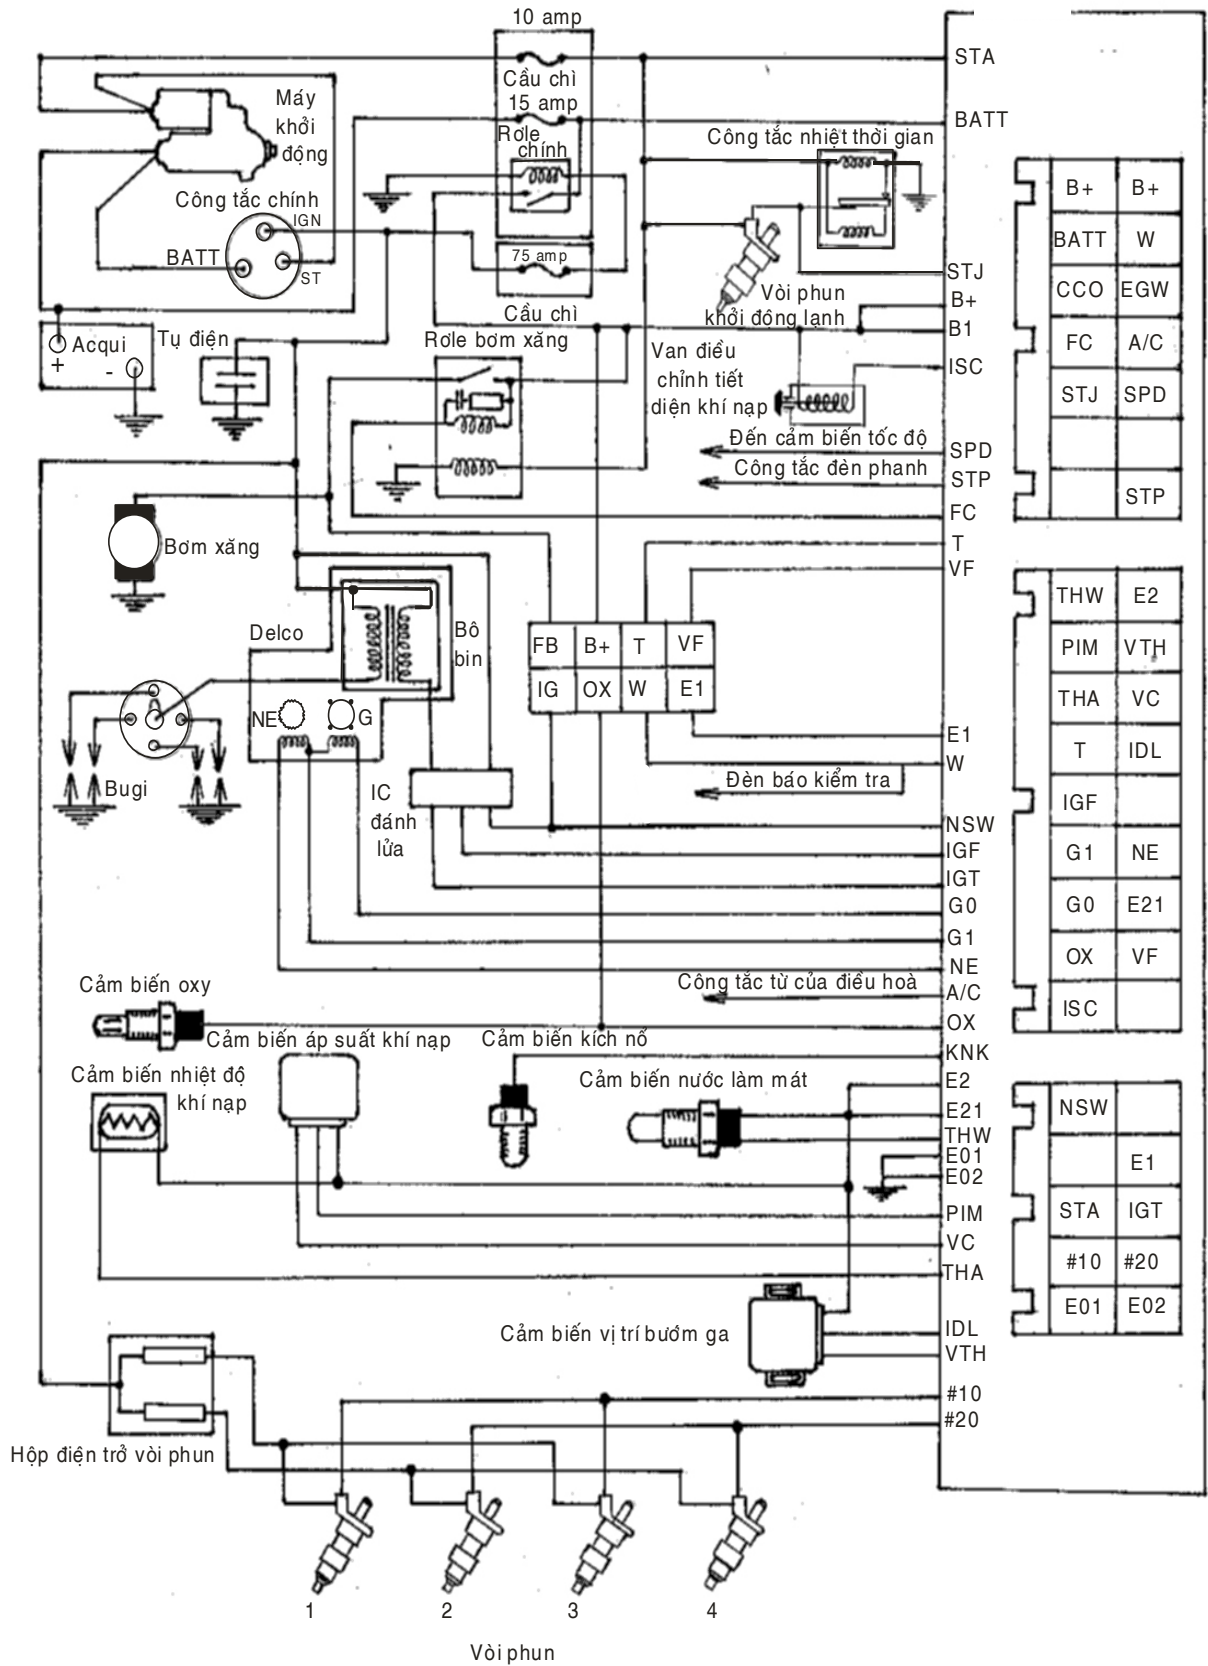 10 amp
STA
Cầu chì
15 amp
Rơle
chính
BATT
Công tắc nhiệt thời gian
Máy
khởi
động
Công tắc chính
IGN
BATT
ST
75 amp
Cầu chì
STJ
Vòi phun
khởi đông lạnh
B+
B1
ISC
Acqui
+
-
Tụ điện
Rơle bơm xăng
Van điều
chỉnh tiết
diện khí nạp
Đến cảm biến tốc độ
SPD
Công tắc đèn phanh
STP
FC
T
VF
Bơm xăng
Delco
Bô
bin
NE
G
FB B+ T VF
IG OX W E1
E1
W
Đèn báo kiểm tra
Bugi
IC
đánh
lửa
NSW
IGF
IGT
G0
G1
NE
Công tắc từ của điều hoà
A/C
OX
Cảm biến oxy
Cảm biến áp suất khí nạp
Cảm biến kích nổ
KNK
Cảm biến nhiệt độ
khí nạp
Cảm biến nước làm mát
E2
E21
THW
E01
E02
PIM
VC
THA
Cảm biến vị trí bướm ga
IDL
VTH
#10
#20
Hộp điện trở vòi phun
1 2 3 4
Vòi phun
B+ B+
BATT W
CCO EGW
FC A/C
STJ SPD
STP
THW E2
PIM VTH
THA VC
T IDL
IGF
G1 NE
G0 E21
OX VF
ISC
NSW
E1
STA IGT
#10 #20
E01 E02